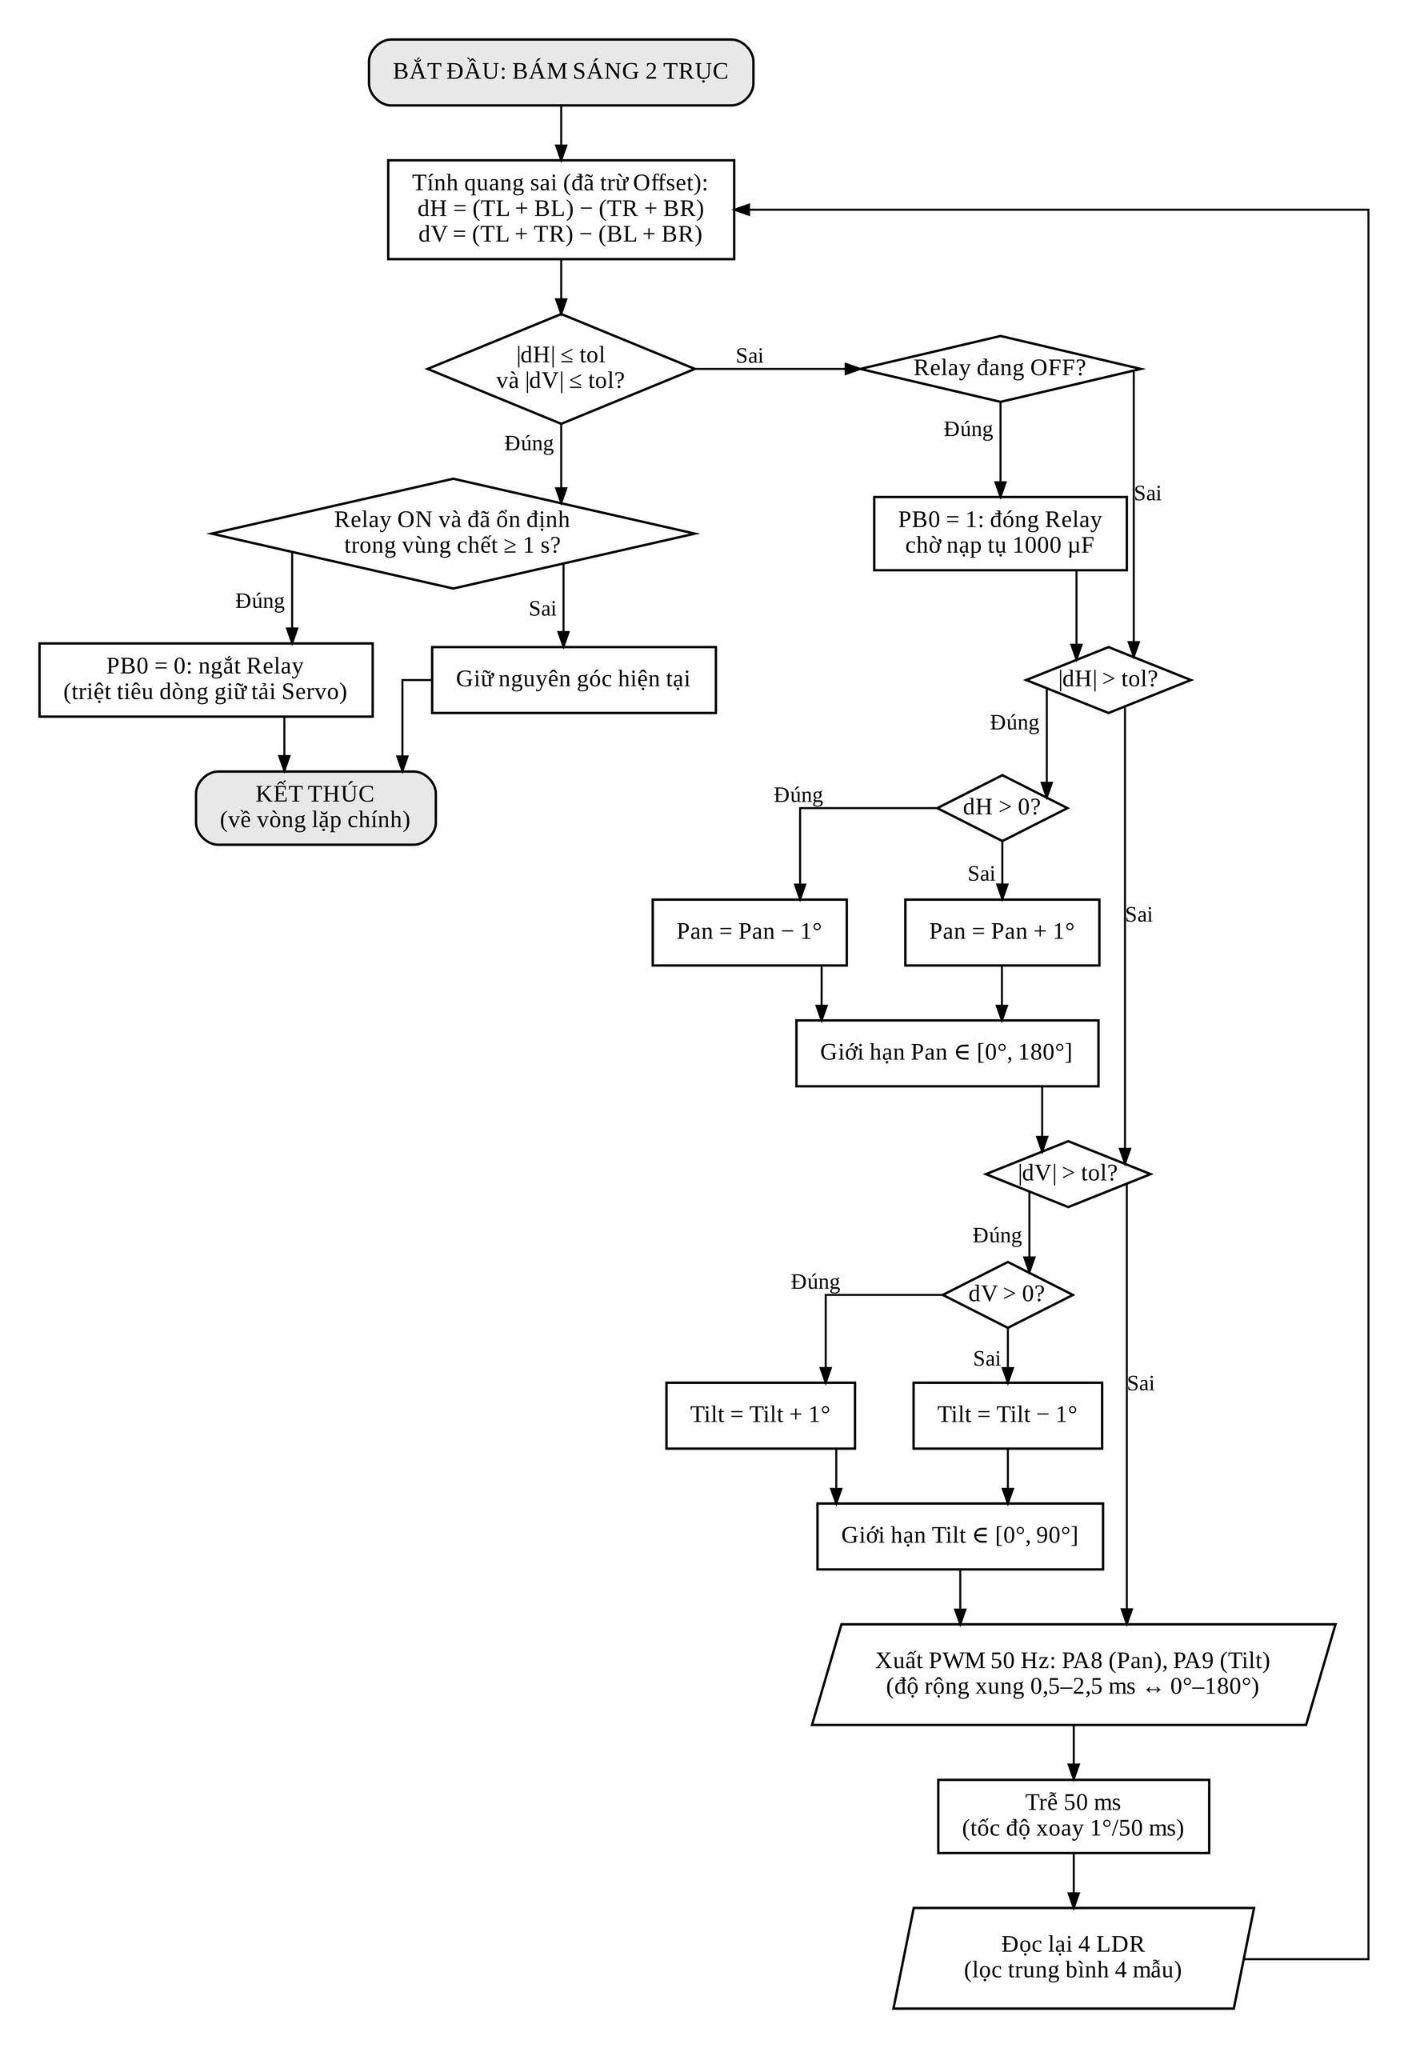 BẮT ĐẦU: BÁM SÁNG 2 TRỤC
Tính quang sai (đã trừ Offset):
dH = (TL + BL) − (TR + BR)
dV = (TL + TR) − (BL + BR)
|dH| ≤ tol
và |dV| ≤ tol?
Sai
Relay đang OFF?
Đúng
Đúng
Sai
Relay ON và đã ổn định
trong vùng chết ≥ 1 s?
PB0 = 1: đóng Relay
chờ nạp tụ 1000 µF
Đúng
Sai
PB0 = 0: ngắt Relay
(triệt tiêu dòng giữ tải Servo)
Giữ nguyên góc hiện tại
|dH| > tol?
Đúng
KẾT THÚC
(về vòng lặp chính)
Đúng
dH > 0?
Sai
Sai
Pan = Pan − 1°
Pan = Pan + 1°
Giới hạn Pan ∈ [0°, 180°]
|dV| > tol?
Đúng
Đúng
dV > 0?
Sai
Sai
Tilt = Tilt + 1°
Tilt = Tilt − 1°
Giới hạn Tilt ∈ [0°, 90°]
Xuất PWM 50 Hz: PA8 (Pan), PA9 (Tilt)
(độ rộng xung 0,5–2,5 ms ↔ 0°–180°)
Trễ 50 ms
(tốc độ xoay 1°/50 ms)
Đọc lại 4 LDR
(lọc trung bình 4 mẫu)